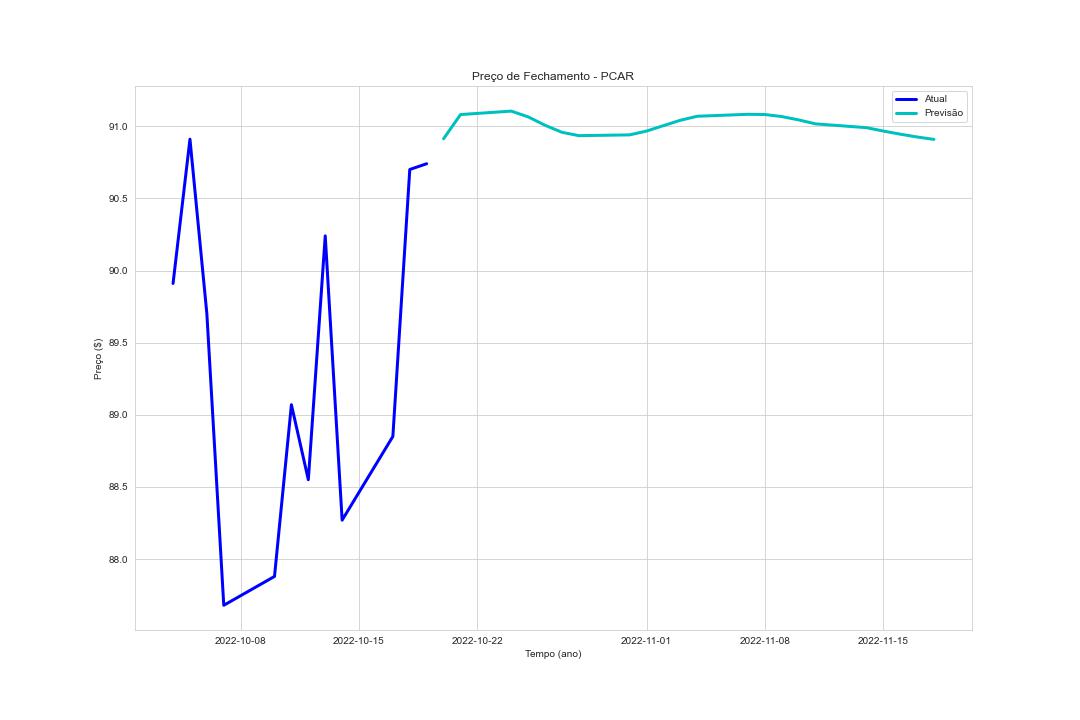 Preço de Fechamento - PCAR
Atual
Previsão
91.0
90.5
90.0
89.5
89.0
88.5
88.0
Preço ($)
2022-10-08
2022-10-15
2022-10-22
2022-11-01
2022-11-08
2022-11-15
Tempo (ano)